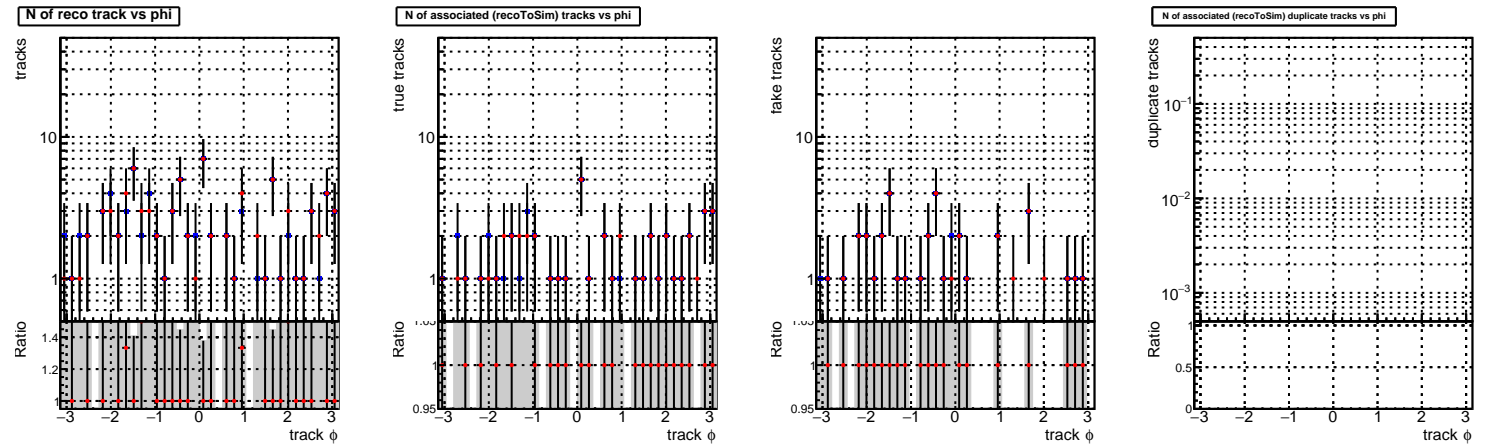 N of reco track vs phi
tracks
10
1
Ratio
1.4
1.2
1
−3 −2 −1 0 1 2 3
track ϕ
N of associated (recoToSim) tracks vs phi
true tracks
10
1
Ratio
1.05
1
0.95
−3 −2 −1 0 1 2 3
track ϕ
fake tracks
10
1
Ratio
1.05
1
0.95
−3 −2 −1 0 1 2 3
track ϕ
N of associated (recoToSim) duplicate tracks vs phi
duplicate tracks
10⁻¹
10⁻²
10⁻³
Ratio
1
0.5
0
−3 −2 −1 0 1 2 3
track ϕ